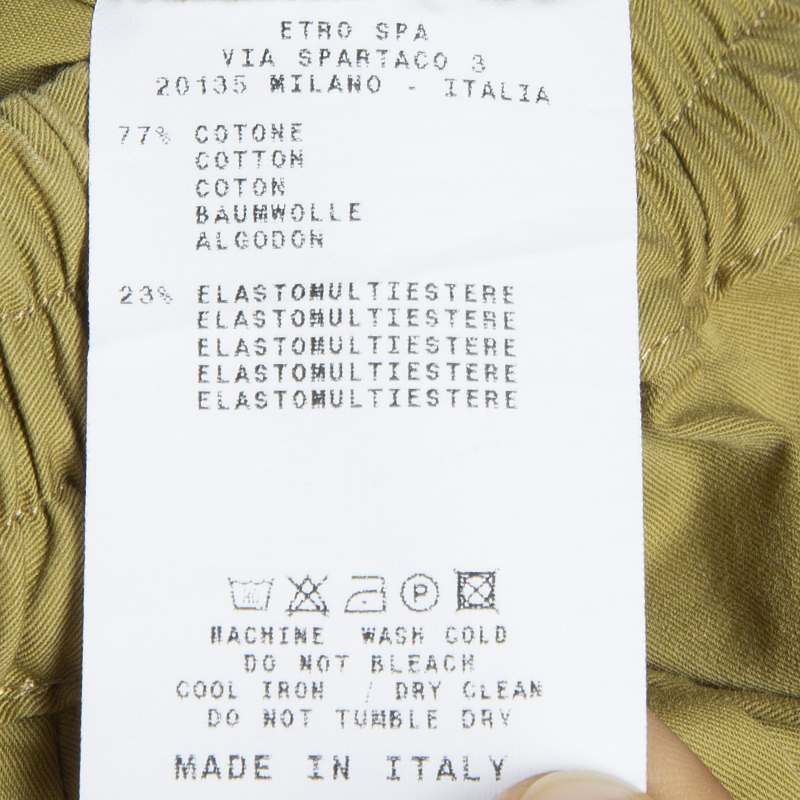 ETRO SPA
VIA SPARTACO 3
20135 MILANO - ITALIA
77% COTONE
COTTON
COTON
BAUMWOLLE
ALGODON
23% ELASTOMULTIESTERE
ELASTOMULTIESTERE
ELASTOMULTIESTERE
ELASTOMULTIESTERE
ELASTOMULTIESTERE
P
MACHINE WASH COLD
DO NOT BLEACH
COOL IRON / DRY CLEAN
DO NOT TUMBLE DRY
MADE IN ITALY